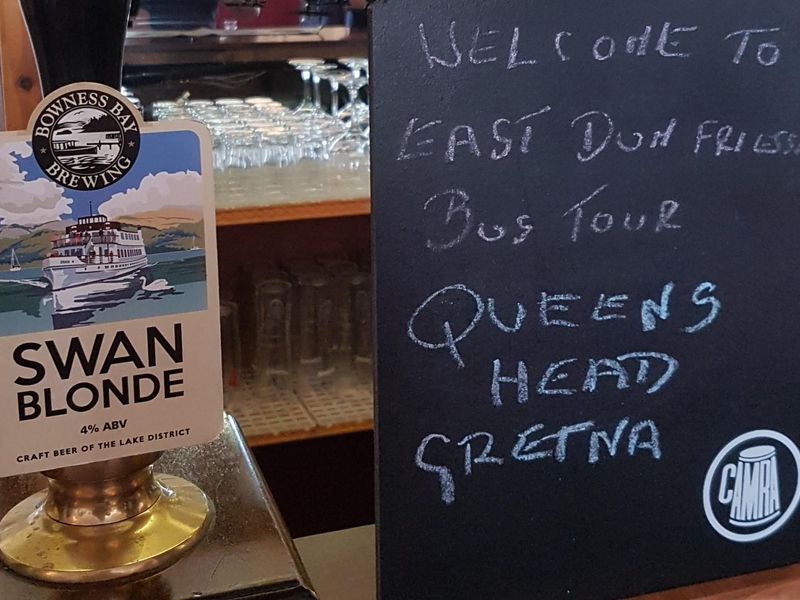 BOWNESS BAY
BREWING
SWAN
BLONDE
4% ABV
CRAFT BEER OF THE LAKE DISTRICT
WELCOME TO
EAST DUMFRIESS
BUS TOUR
QUEENS
HEAD
GRETNA
CAMRA